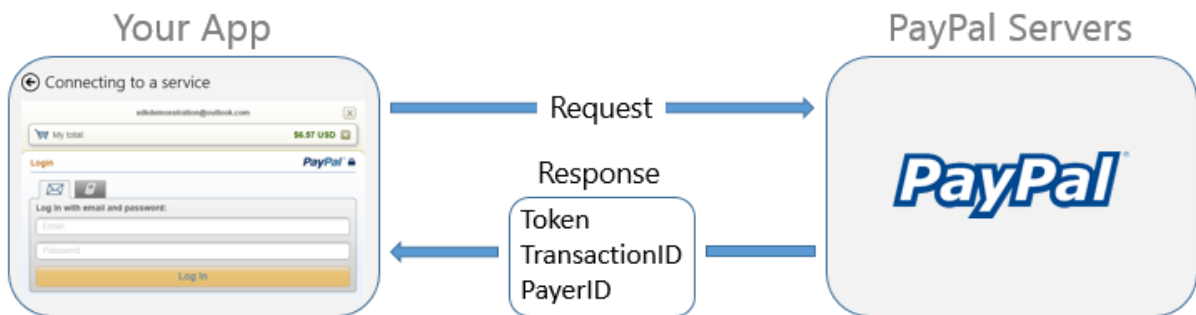 Your App
PayPal Servers
Connecting to a service
sdkdemonstration@outlook.com
My total:
$6.57 USD
Login
PayPal
Log In with email and password:
Email
Password
Log In
Request
Response
Token
TransactionID
PayerID
PayPal